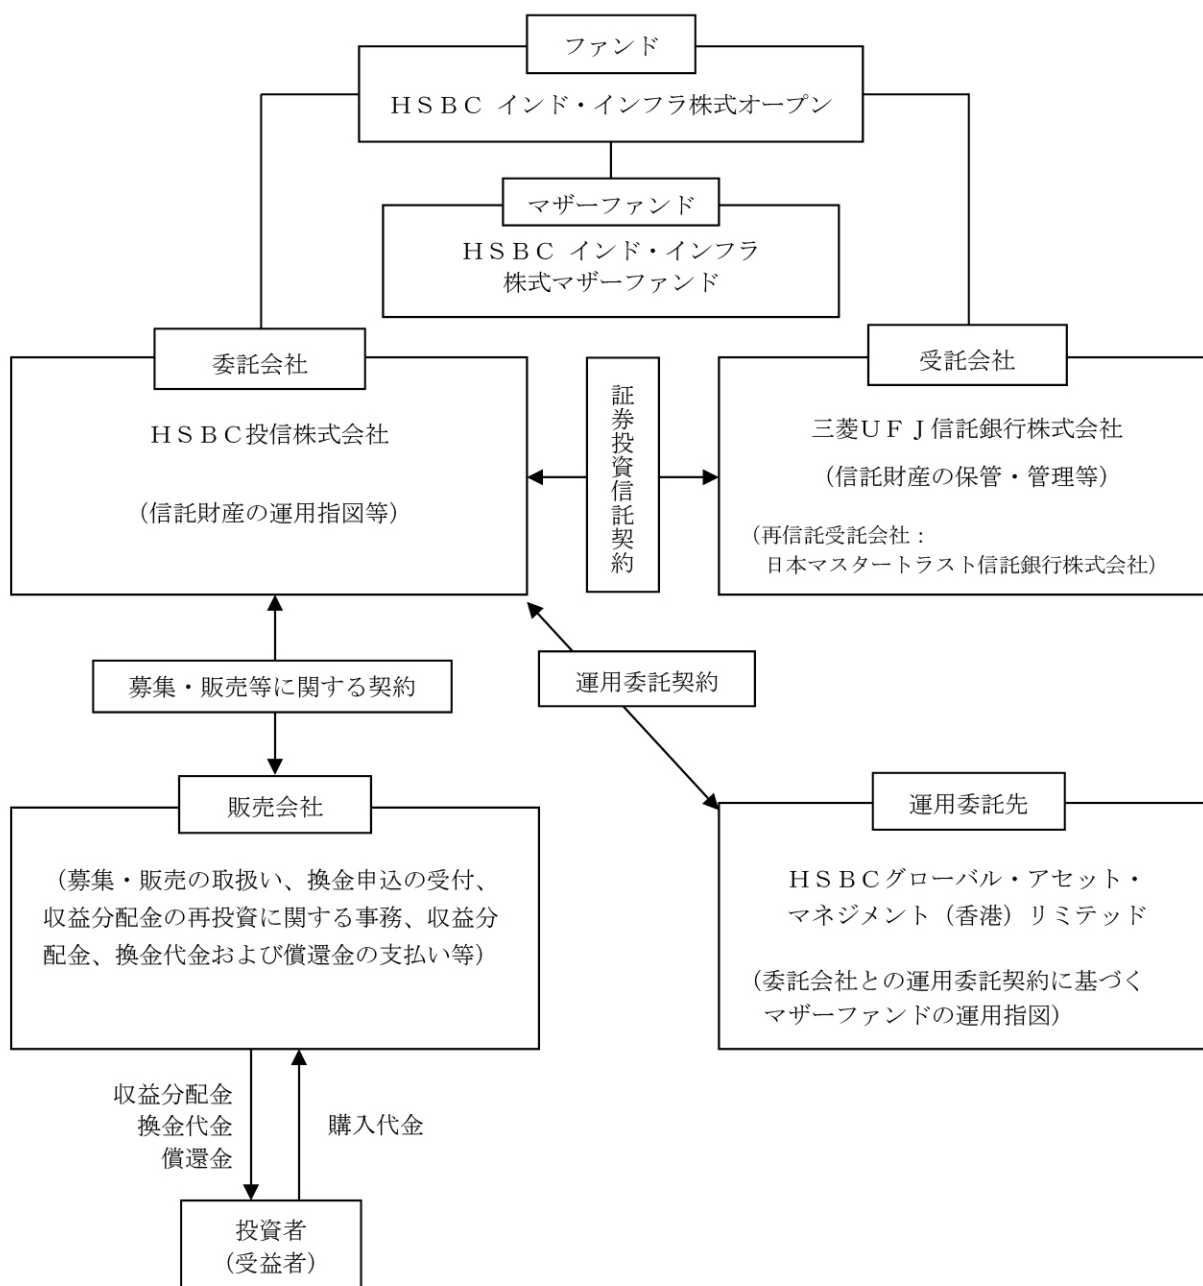 ファンド
ＨＳＢＣ インド・インフラ株式オープン
マザーファンド
ＨＳＢＣ インド・インフラ
株式マザーファンド
委託会社
ＨＳＢＣ投信株式会社
（信託財産の運用指図等）
証券投資信託契約
受託会社
三菱ＵＦＪ信託銀行株式会社
（信託財産の保管・管理等）
（再信託受託会社：
日本マスタートラスト信託銀行株式会社）
募集・販売等に関する契約
運用委託契約
販売会社
（募集・販売の取扱い、換金申込の受付、
収益分配金の再投資に関する事務、収益分
配金、換金代金および償還金の支払い等）
運用委託先
ＨＳＢＣグローバル・アセット・
マネジメント（香港）リミテッド
（委託会社との運用委託契約に基づく
マザーファンドの運用指図）
収益分配金
換金代金
償還金
購入代金
投資者
（受益者）